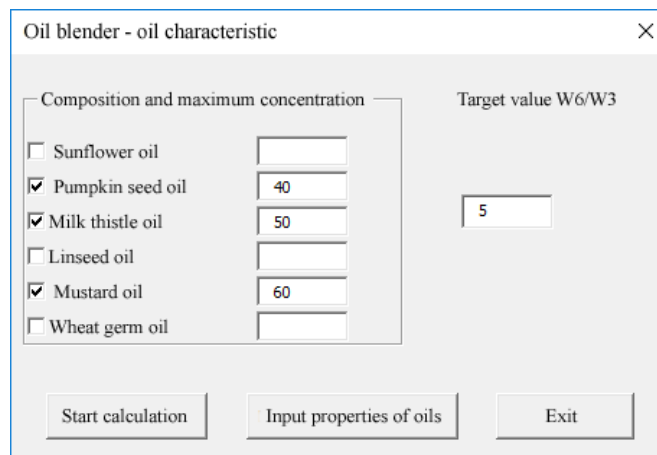 Oil blender - oil characteristic
Composition and maximum concentration
Target value W6/W3
Sunflower oil
Pumpkin seed oil 40
Milk thistle oil 50
5
Linseed oil
Mustard oil 60
Wheat germ oil
Start calculation
Input properties of oils
Exit